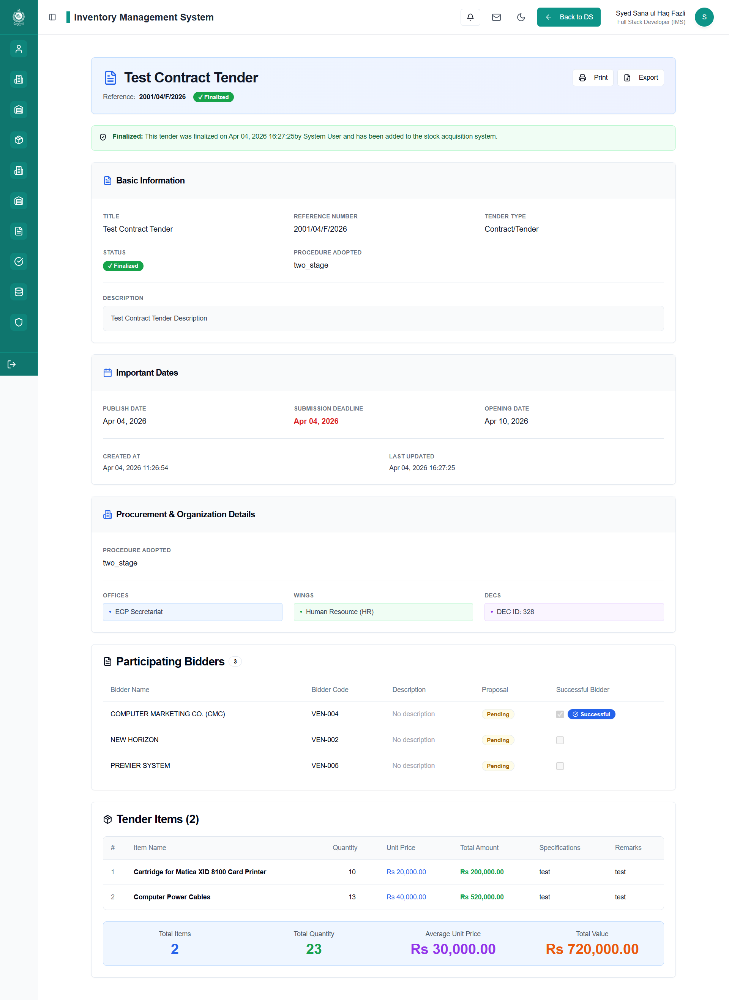 Inventory Management System
Back to DS
Syed Sana ul Haq Fazli
Full Stack Developer (IMS)
S
Test Contract Tender
Print
Export
Reference: 2001/04/F/2026 ✓ Finalized
Finalized: This tender was finalized on Apr 04, 2026 16:27:25by System User and has been added to the stock acquisition system.
Basic Information
TITLE REFERENCE NUMBER TENDER TYPE
Test Contract Tender 2001/04/F/2026 Contract/Tender
STATUS PROCEDURE ADOPTED
✓ Finalized two_stage
DESCRIPTION
Test Contract Tender Description
Important Dates
PUBLISH DATE SUBMISSION DEADLINE OPENING DATE
Apr 04, 2026 Apr 04, 2026 Apr 10, 2026
CREATED AT LAST UPDATED
Apr 04, 2026 11:26:54 Apr 04, 2026 16:27:25
Procurement & Organization Details
PROCEDURE ADOPTED
two_stage
OFFICES WINGS DECS
• ECP Secretariat • Human Resource (HR) • DEC ID: 328
Participating Bidders 3
Bidder Name Bidder Code Description Proposal Successful Bidder
COMPUTER MARKETING CO. (CMC) VEN-004 No description Pending Successful
NEW HORIZON VEN-002 No description Pending
PREMIER SYSTEM VEN-005 No description Pending
Tender Items (2)
# Item Name Quantity Unit Price Total Amount Specifications Remarks
1 Cartridge for Matica XID 8100 Card Printer 10 Rs 20,000.00 Rs 200,000.00 test test
2 Computer Power Cables 13 Rs 40,000.00 Rs 520,000.00 test test
Total Items Total Quantity Average Unit Price Total Value
2 23 Rs 30,000.00 Rs 720,000.00